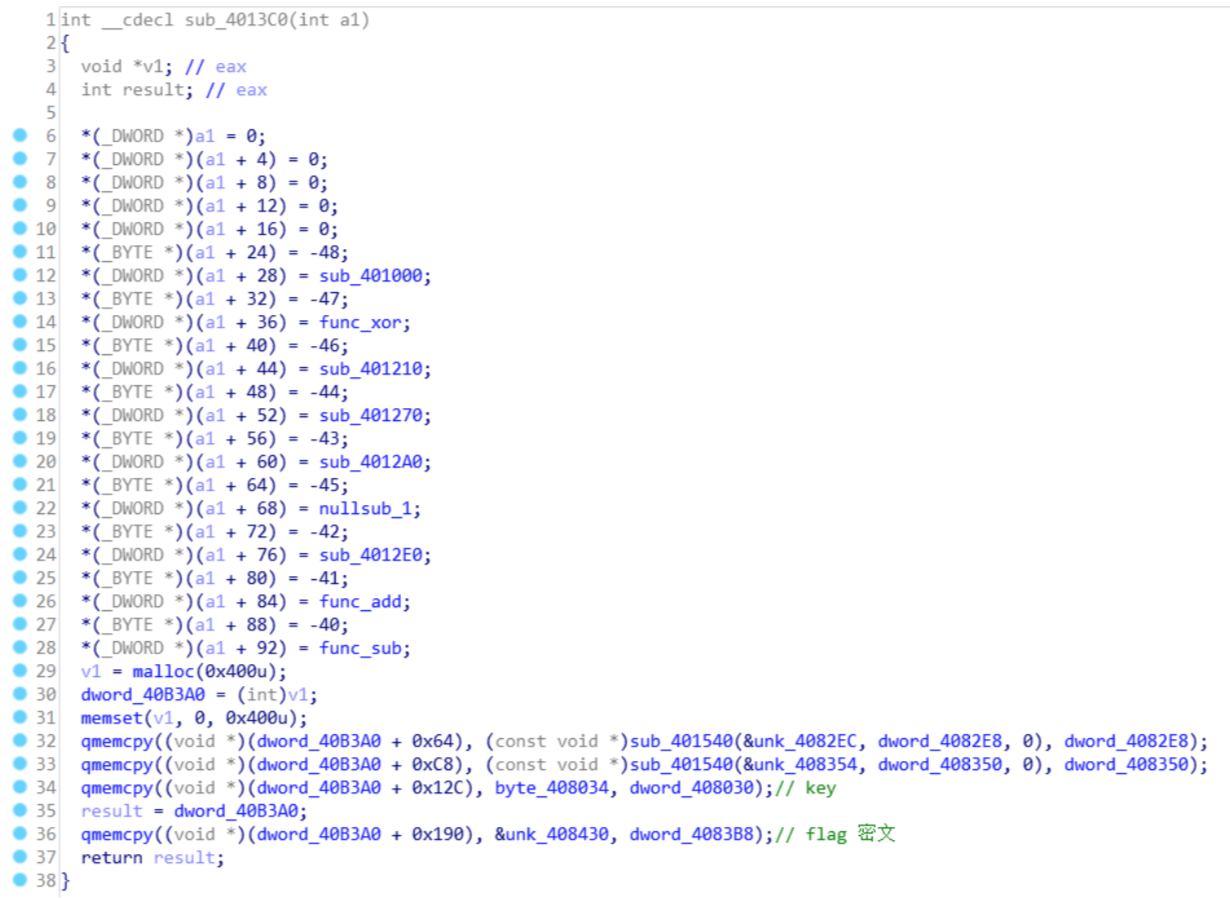 1 int __cdecl sub_4013C0(int a1)
2 {
3   void *v1; // eax
4   int result; // eax
5
6   *(_DWORD *)a1 = 0;
7   *(_DWORD *)(a1 + 4) = 0;
8   *(_DWORD *)(a1 + 8) = 0;
9   *(_DWORD *)(a1 + 12) = 0;
10   *(_DWORD *)(a1 + 16) = 0;
11   *(_BYTE *)(a1 + 24) = -48;
12   *(_DWORD *)(a1 + 28) = sub_401000;
13   *(_BYTE *)(a1 + 32) = -47;
14   *(_DWORD *)(a1 + 36) = func_xor;
15   *(_BYTE *)(a1 + 40) = -46;
16   *(_DWORD *)(a1 + 44) = sub_401210;
17   *(_BYTE *)(a1 + 48) = -44;
18   *(_DWORD *)(a1 + 52) = sub_401270;
19   *(_BYTE *)(a1 + 56) = -43;
20   *(_DWORD *)(a1 + 60) = sub_4012A0;
21   *(_BYTE *)(a1 + 64) = -45;
22   *(_DWORD *)(a1 + 68) = nullsub_1;
23   *(_BYTE *)(a1 + 72) = -42;
24   *(_DWORD *)(a1 + 76) = sub_4012E0;
25   *(_BYTE *)(a1 + 80) = -41;
26   *(_DWORD *)(a1 + 84) = func_add;
27   *(_BYTE *)(a1 + 88) = -40;
28   *(_DWORD *)(a1 + 92) = func_sub;
29   v1 = malloc(0x400u);
30   dword_40B3A0 = (int)v1;
31   memset(v1, 0, 0x400u);
32   qmemcpy((void *)(dword_40B3A0 + 0x64), (const void *)sub_401540(&unk_4082EC, dword_4082E8, 0), dword_4082E8);
33   qmemcpy((void *)(dword_40B3A0 + 0xC8), (const void *)sub_401540(&unk_408354, dword_408350, 0), dword_408350);
34   qmemcpy((void *)(dword_40B3A0 + 0x12C), byte_408034, dword_408030);// key
35   result = dword_40B3A0;
36   qmemcpy((void *)(dword_40B3A0 + 0x190), &unk_408430, dword_4083B8);// flag 密文
37   return result;
38 }